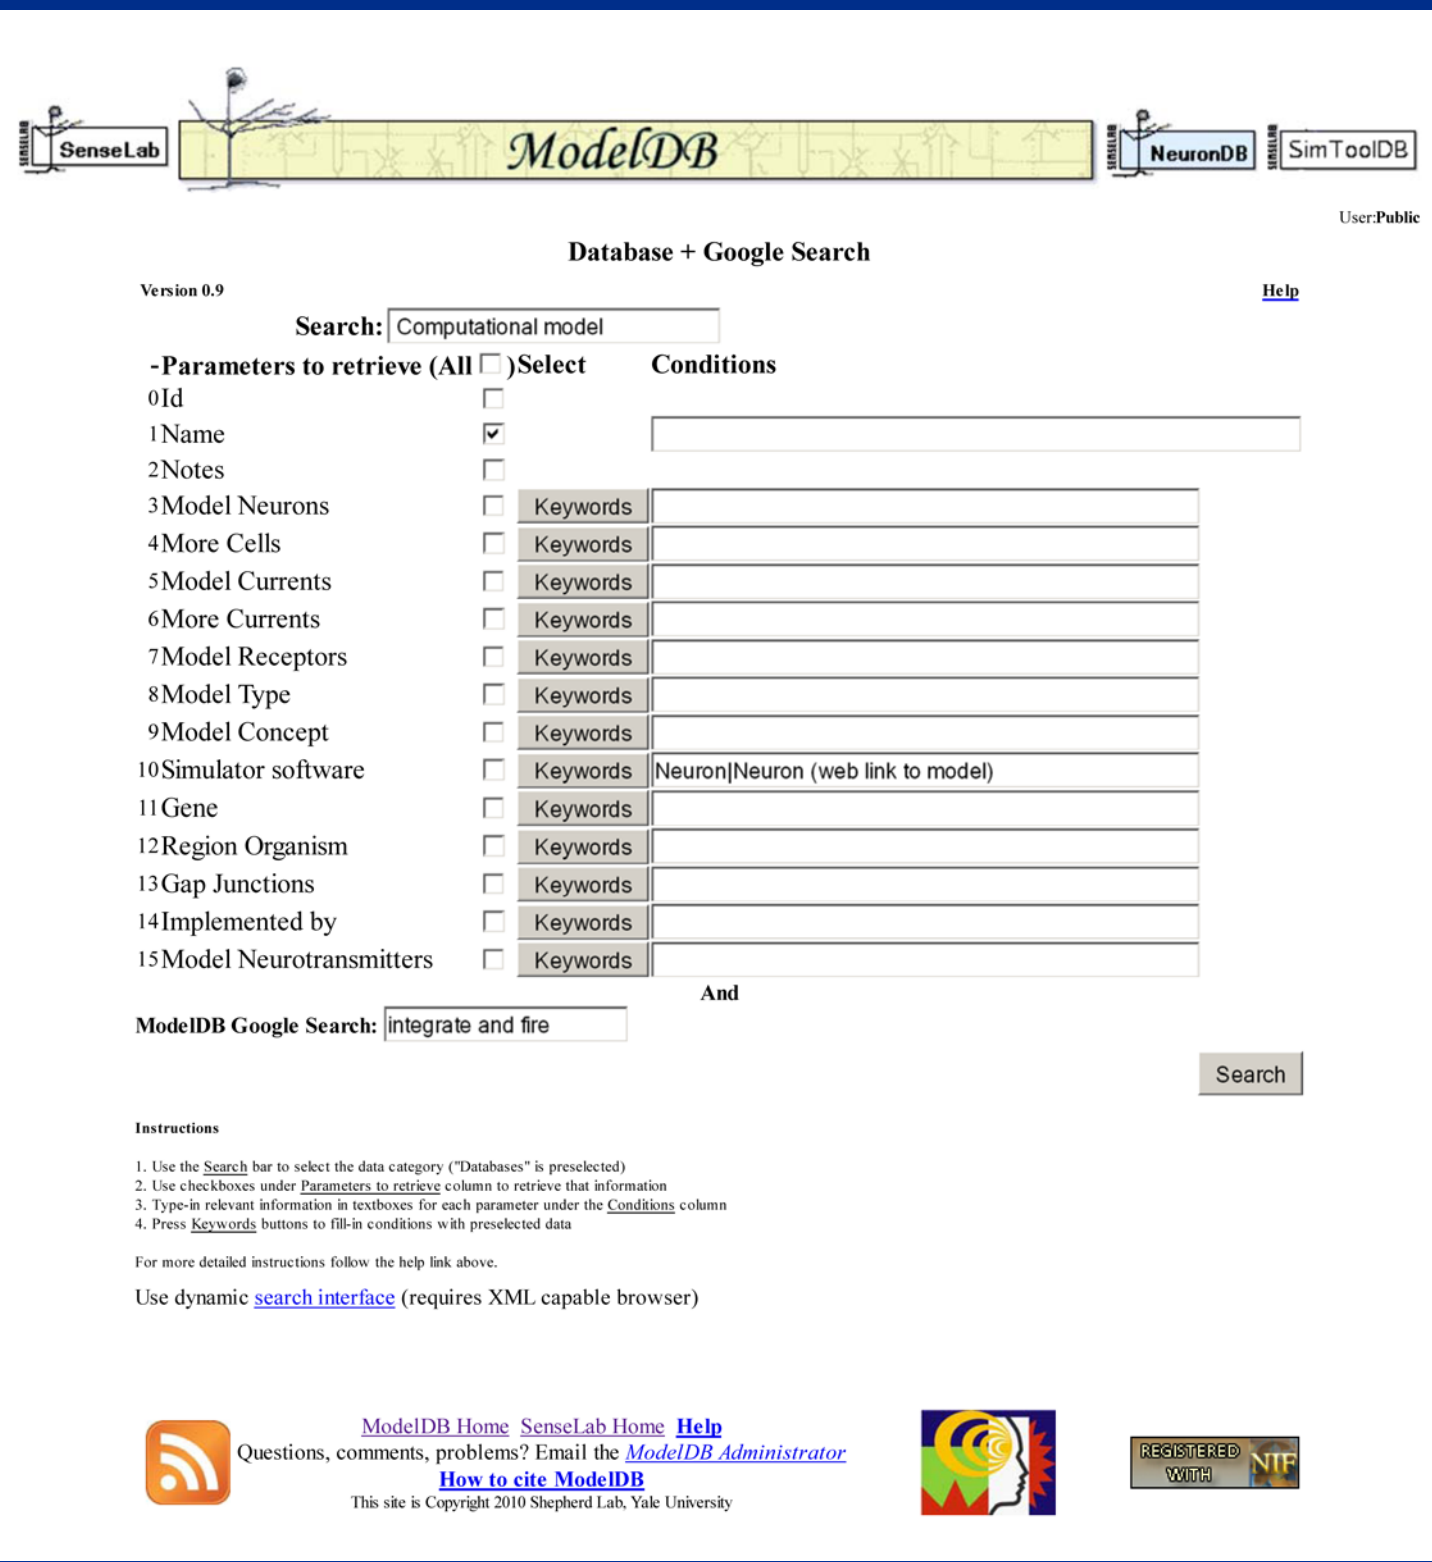 SENSELAB
SenseLab
ModelDB
SENSELAB
NeuronDB
SENSELAB
SimToolDB
User:Public
Database + Google Search
Version 0.9
Help
Search: Computational model
-Parameters to retrieve (All ) Select Conditions
0 Id
1 Name
2 Notes
3 Model Neurons Keywords
4 More Cells Keywords
5 Model Currents Keywords
6 More Currents Keywords
7 Model Receptors Keywords
8 Model Type Keywords
9 Model Concept Keywords
10 Simulator software Keywords Neuron|Neuron (web link to model)
11 Gene Keywords
12 Region Organism Keywords
13 Gap Junctions Keywords
14 Implemented by Keywords
15 Model Neurotransmitters Keywords
And
ModelDB Google Search: integrate and fire
Search
Instructions
1. Use the Search bar to select the data category ("Databases" is preselected)
2. Use checkboxes under Parameters to retrieve column to retrieve that information
3. Type-in relevant information in textboxes for each parameter under the Conditions column
4. Press Keywords buttons to fill-in conditions with preselected data
For more detailed instructions follow the help link above.
Use dynamic search interface (requires XML capable browser)
ModelDB Home SenseLab Home Help
Questions, comments, problems? Email the ModelDB Administrator
How to cite ModelDB
This site is Copyright 2010 Shepherd Lab, Yale University
REGISTERED
WITH
NIF